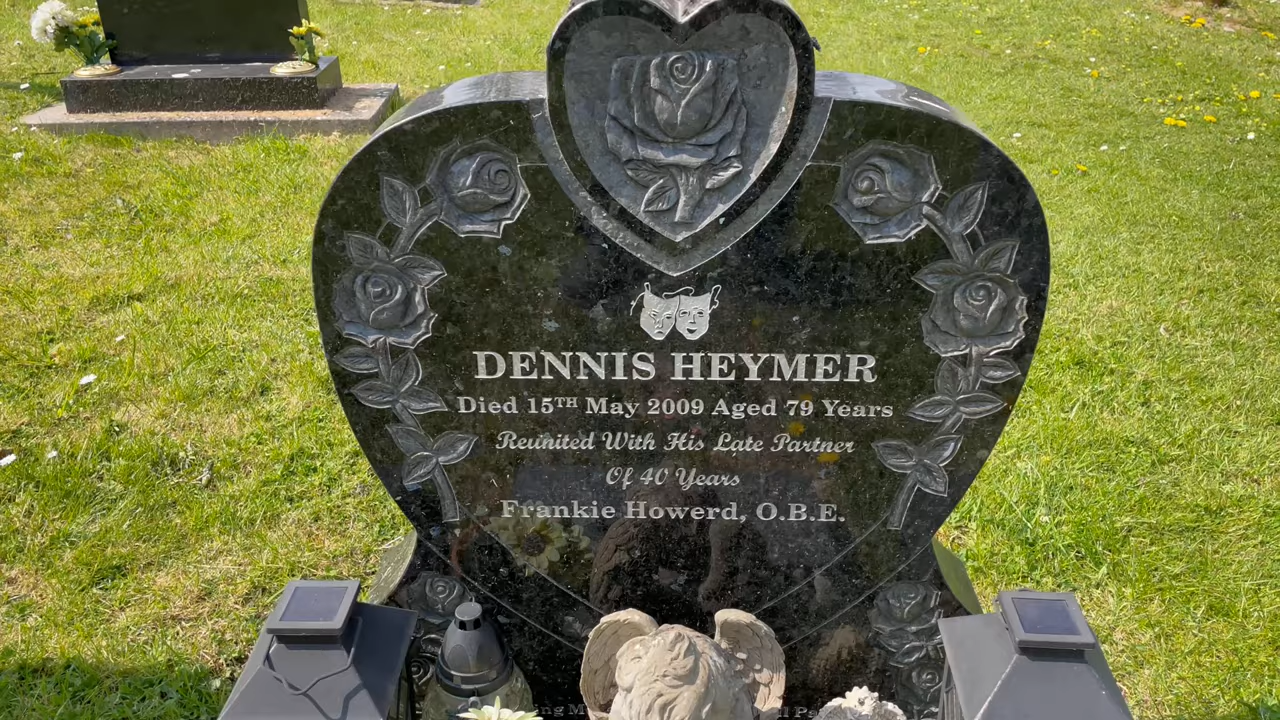 DENNIS HEYMER
Died 15TH May 2009 Aged 79 Years
Reunited With His Late Partner
Of 40 Years
Frankie Howerd, O.B.E.